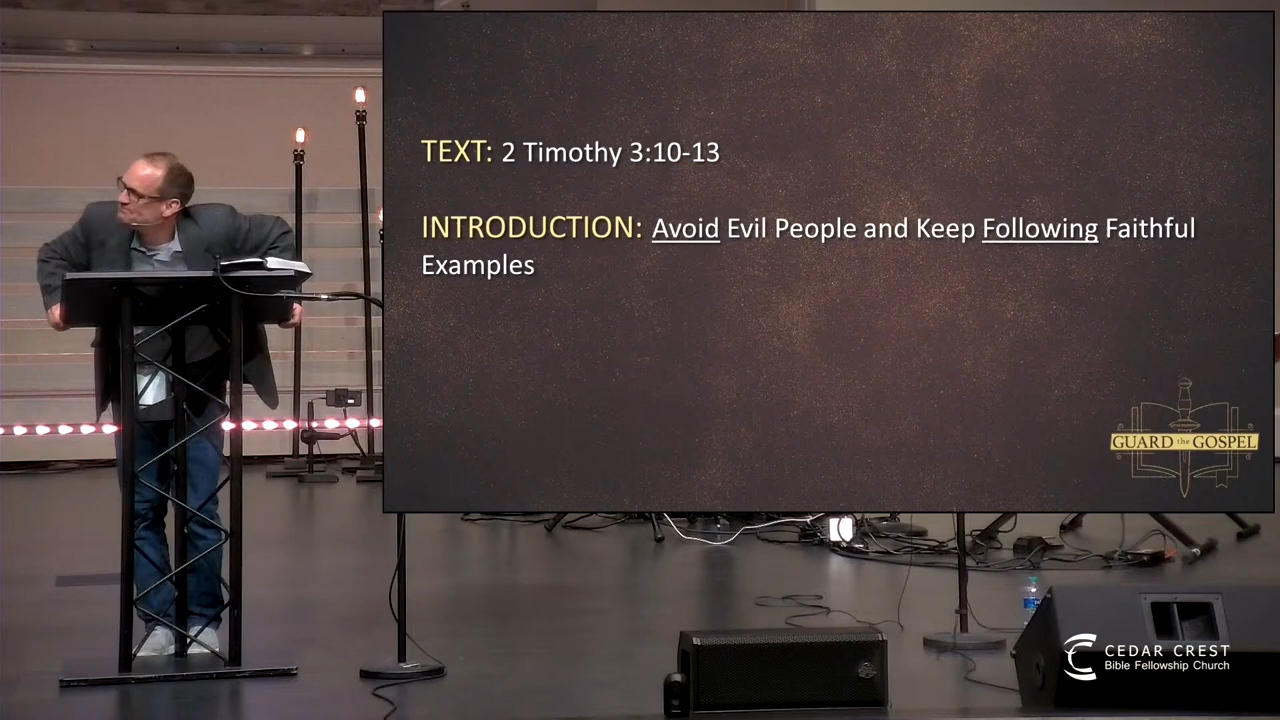 TEXT: 2 Timothy 3:10-13
INTRODUCTION: Avoid Evil People and Keep Following Faithful
Examples
GUARD the GOSPEL
CEDAR CREST
Bible Fellowship Church